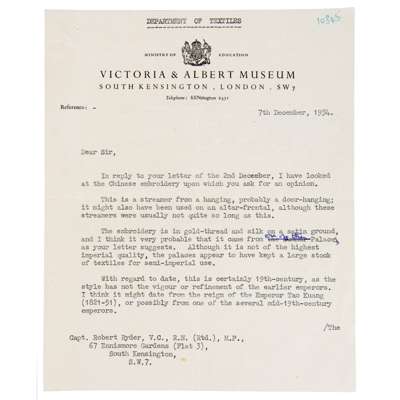 DEPARTMENT OF TEXTILES
MINISTRY OF EDUCATION
VICTORIA & ALBERT MUSEUM
SOUTH KENSINGTON, LONDON, SW7
Telephone: KENsington 6371
Reference: -
7th December, 1954.
Dear Sir,
In reply to your letter of the 2nd December, I have looked
at the Chinese embroidery upon which you ask for an opinion.
This is a streamer from a hanging, probably a door-hanging;
it might also have been used on an altar-frontal, although these
streamers were usually not quite so long as this.
The embroidery is in gold-thread and silk on a satin ground,
and I think it very probable that it came from Palace,
as your letter suggests. Although it is not of the highest
imperial quality, the palaces appear to have kept a large stock
of textiles for semi-imperial use.
With regard to date, this is certainly 19th-century, as the
style has not the vigour or refinement of the earlier emperors.
I think it might date from the reign of the Emperor Tao Kuang
(1821-51), or possibly from one of the several mid-19th-century
emperors.
/The
Capt. Robert Ryder, V.C., R.N. (Rtd.), M.P.,
67 Ennismore Gardens (Flat 3),
South Kensington,
S.W.7.